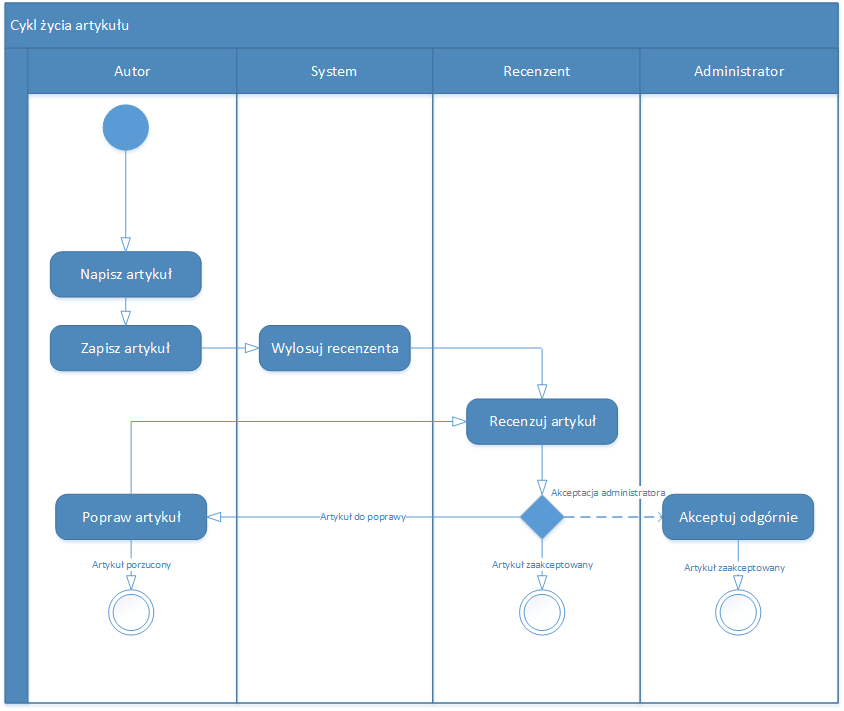 Cykl życia artykułu
Autor
System
Recenzent
Administrator
Napisz artykuł
Zapisz artykuł
Wylosuj recenzenta
Recenzuj artykuł
Akceptacja administratora
Popraw artykuł
Artykuł do poprawy
Akceptuj odgórnie
Artykuł porzucony
Artykuł zaakceptowany
Artykuł zaakceptowany